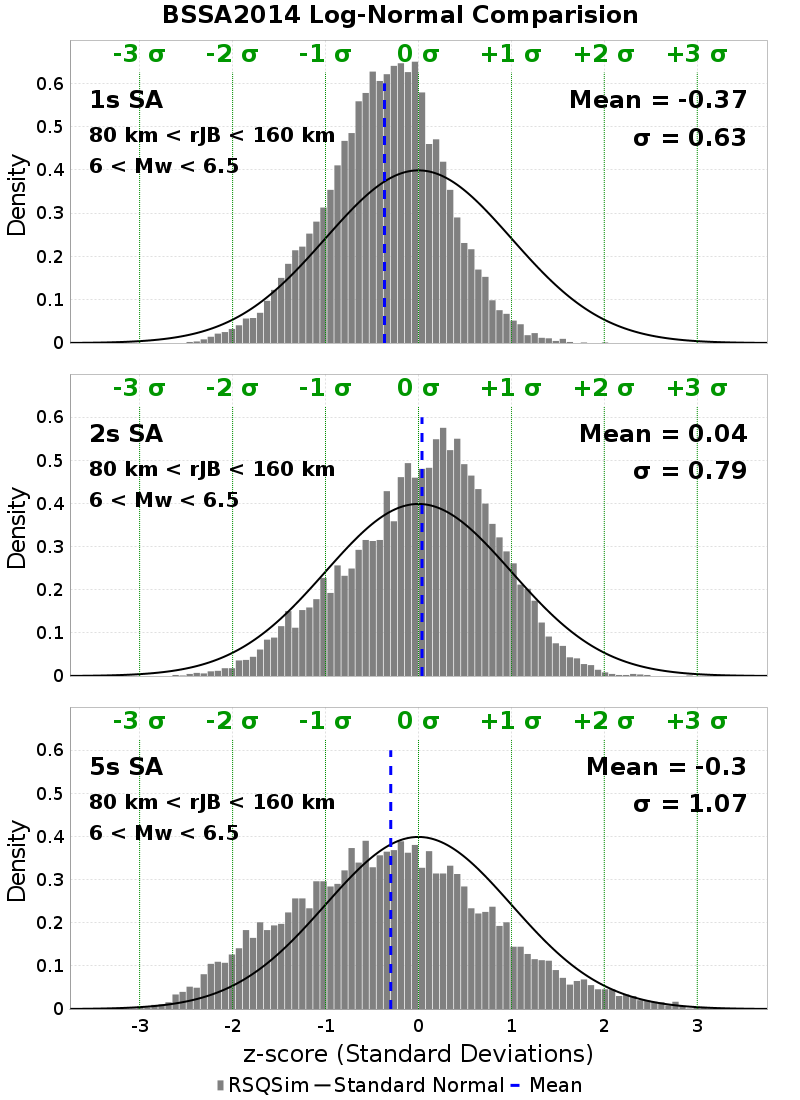 BSSA2014 Log-Normal Comparision
-3 σ -2 σ -1 σ 0 σ +1 σ +2 σ +3 σ
1s SA
Mean = -0.37
80 km < rJB < 160 km
σ = 0.63
6 < Mw < 6.5
Density
0.6
0.5
0.4
0.3
0.2
0.1
0
-3 σ -2 σ -1 σ 0 σ +1 σ +2 σ +3 σ
2s SA
Mean = 0.04
80 km < rJB < 160 km
σ = 0.79
6 < Mw < 6.5
Density
0.6
0.5
0.4
0.3
0.2
0.1
0
-3 σ -2 σ -1 σ 0 σ +1 σ +2 σ +3 σ
5s SA
Mean = -0.3
80 km < rJB < 160 km
σ = 1.07
6 < Mw < 6.5
Density
0.6
0.5
0.4
0.3
0.2
0.1
0
-3 -2 -1 0 1 2 3
z-score (Standard Deviations)
RSQSim Standard Normal Mean